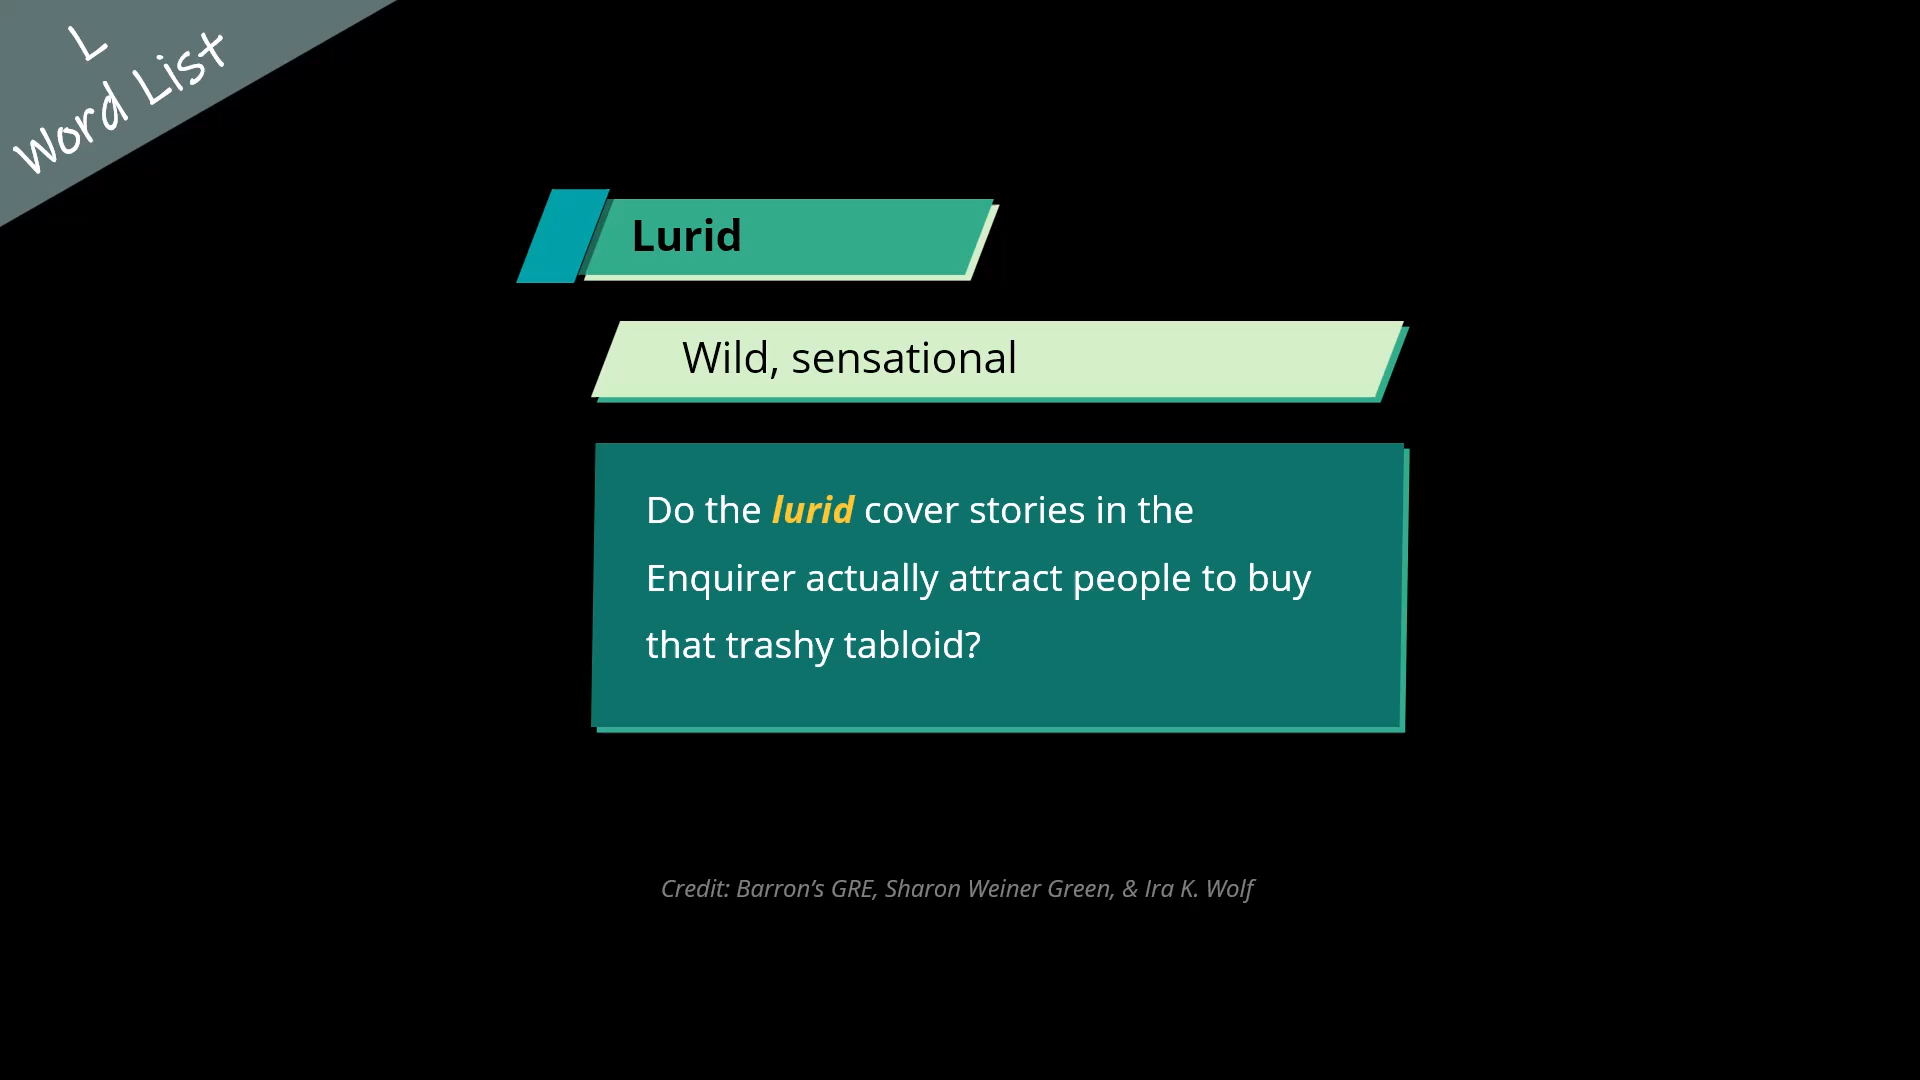 L
Word List
Lurid
Wild, sensational
Do the lurid cover stories in the
Enquirer actually attract people to buy
that trashy tabloid?
Credit: Barron’s GRE, Sharon Weiner Green, & Ira K. Wolf